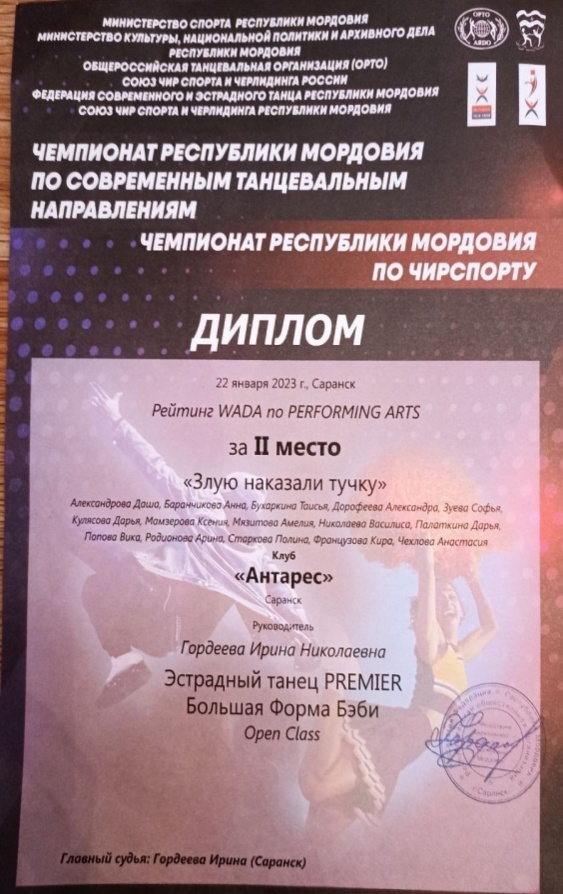 МИНИСТЕРСТВО СПОРТА РЕСПУБЛИКИ МОРДОВИЯ
МИНИСТЕРСТВО КУЛЬТУРЫ, НАЦИОНАЛЬНОЙ ПОЛИТИКИ И АРХИВНОГО ДЕЛА
РЕСПУБЛИКИ МОРДОВИЯ
ОБЩЕРОССИЙСКАЯ ТАНЦЕВАЛЬНАЯ ОРГАНИЗАЦИЯ (ОРТО)
СОЮЗ ЧИР СПОРТА И ЧЕРЛИДИНГА РОССИИ
ФЕДЕРАЦИЯ СОВРЕМЕННОГО И ЭСТРАДНОГО ТАНЦА РЕСПУБЛИКИ МОРДОВИЯ
СОЮЗ ЧИР СПОРТА И ЧЕРЛИДИНГА РЕСПУБЛИКИ МОРДОВИЯ
ОРТО
ARDO
ЧЕМПИОНАТ РЕСПУБЛИКИ МОРДОВИЯ
ПО СОВРЕМЕННЫМ ТАНЦЕВАЛЬНЫМ
НАПРАВЛЕНИЯМ
ЧЕМПИОНАТ РЕСПУБЛИКИ МОРДОВИЯ
ПО ЧИРСПОРТУ
ДИПЛОМ
22 января 2023 г., Саранск
Рейтинг WADA по PERFORMING ARTS
за II место
«Злую наказали тучку»
Александрова Даша, Баранчикова Анна, Бухаркина Таисья, Дорофеева Александра, Зуева Софья,
Кулясова Дарья, Мамзерова Ксения, Мязитова Амелия, Николаева Василиса, Палаткина Дарья,
Попова Вика, Родионова Арина, Старкова Полина, Французова Кира, Чехлова Анастасия
Клуб
«Антарес»
Саранск
Руководитель
Гордеева Ирина Николаевна
Эстрадный танец PREMIER
Большая Форма Бэби
Open Class
Главный судья: Гордеева Ирина (Саранск)